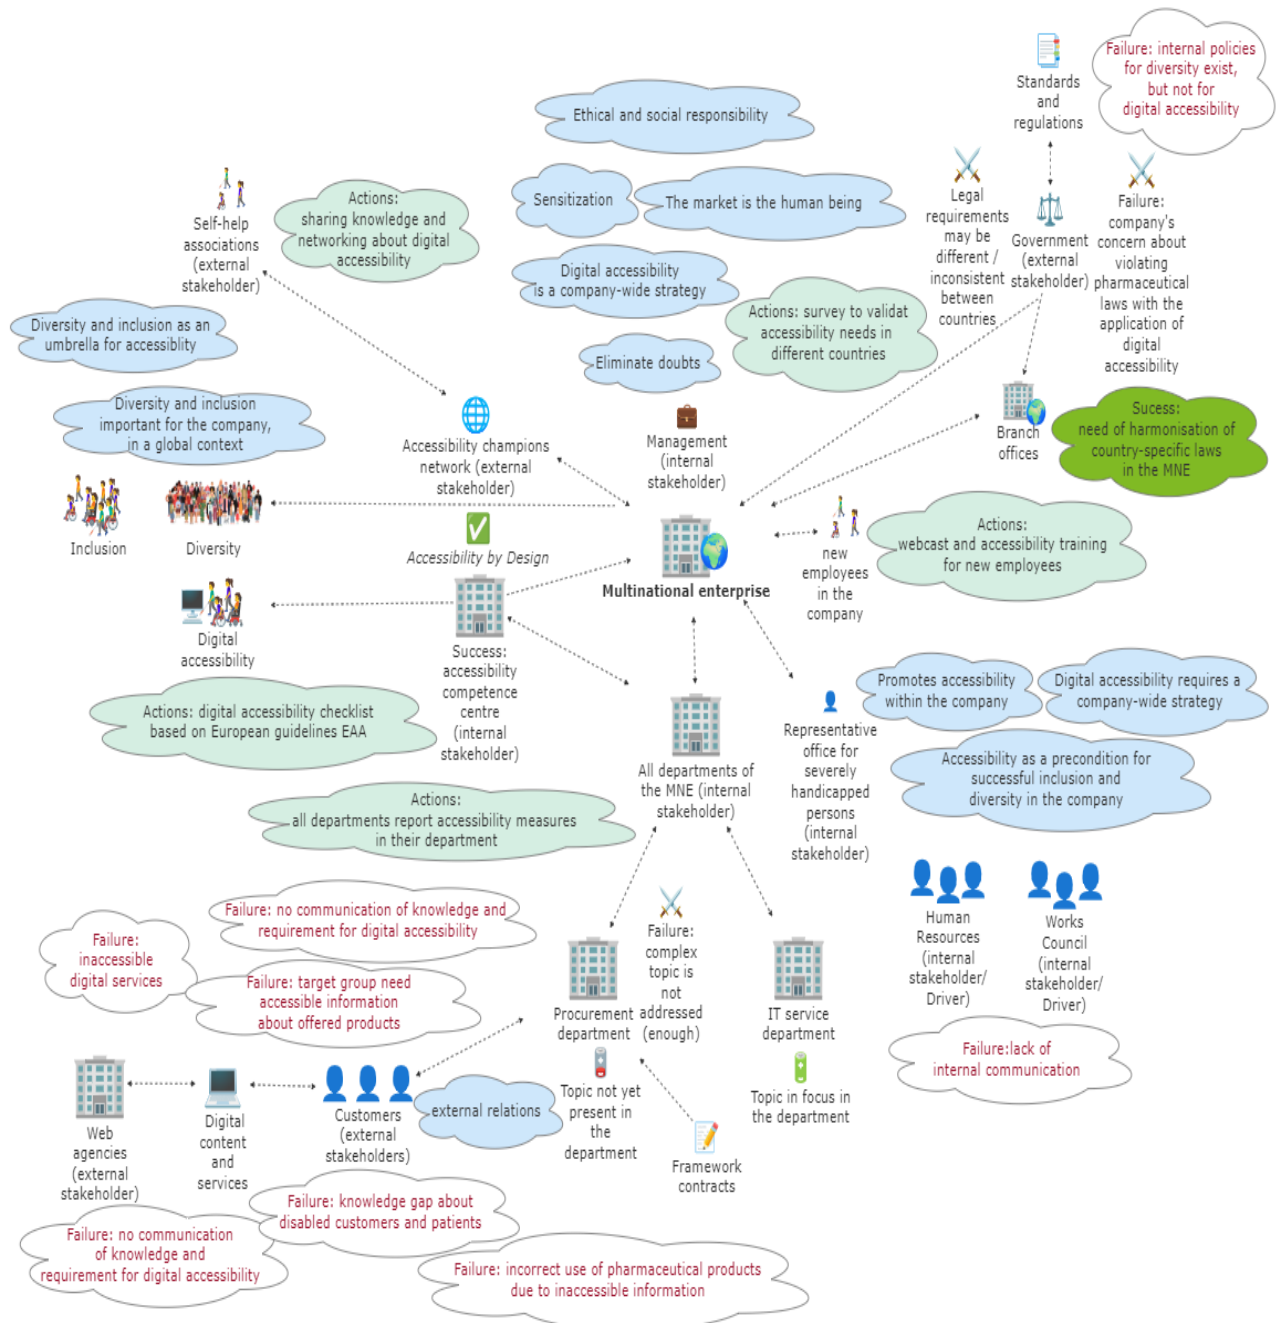 Standards
and
regulations
Failure: internal policies
for diversity exist,
but not for
digital accessibility
Ethical and social responsibility
Sensitization
The market is the human being
Digital accessibility
is a company-wide strategy
Eliminate doubts
Actions: survey to validat
accessibility needs in
different countries
Legal
requirements
may be
different /
inconsistent
between
countries
Government
(external
stakeholder)
Failure:
company's
concern about
violating
pharmaceutical
laws with the
application of
digital
accessibility
Self-help
associations
(external
stakeholder)
Actions:
sharing knowledge and
networking about digital
accessibility
Diversity and inclusion as an
umbrella for accessiblity
Diversity and inclusion
important for the company,
in a global context
Accessibility champions
network (external
stakeholder)
Management
(internal
stakeholder)
Branch
offices
Sucess:
need of harmonisation of
country-specific laws
in the MNE
Inclusion
Diversity
Accessibility by Design
Multinational enterprise
new
employees
in the
company
Actions:
webcast and accessibility training
for new employees
Digital
accessibility
Success:
accessibility
competence
centre
(internal
stakeholder)
Actions: digital accessibility checklist
based on European guidelines EAA
All departments of
the MNE (internal
stakeholder)
Representative
office for
severely
handicapped
persons
(internal
stakeholder)
Promotes accessibility
within the company
Digital accessibility requires a
company-wide strategy
Accessibility as a precondition for
successful inclusion and
diversity in the company
Actions:
all departments report accessibility measures
in their department
Human
Resources
(internal
stakeholder/
Driver)
Works
Council
(internal
stakeholder/
Driver)
Failure:lack of
internal communication
Failure: no communication of knowledge and
requirement for digital accessibility
Failure:
inaccessible
digital services
Failure: target group need
accessible information
about offered products
Procurement
department
Failure:
complex
topic is
not
addressed
(enough)
IT service
department
Topic not yet
present in
the
department
Topic in focus in
the department
Web
agencies
(external
stakeholder)
Digital
content
and
services
Customers
(external
stakeholders)
external relations
Framework
contracts
Failure: knowledge gap about
disabled customers and patients
Failure: no communication
of knowledge and
requirement for digital accessibility
Failure: incorrect use of pharmaceutical products
due to inaccessible information